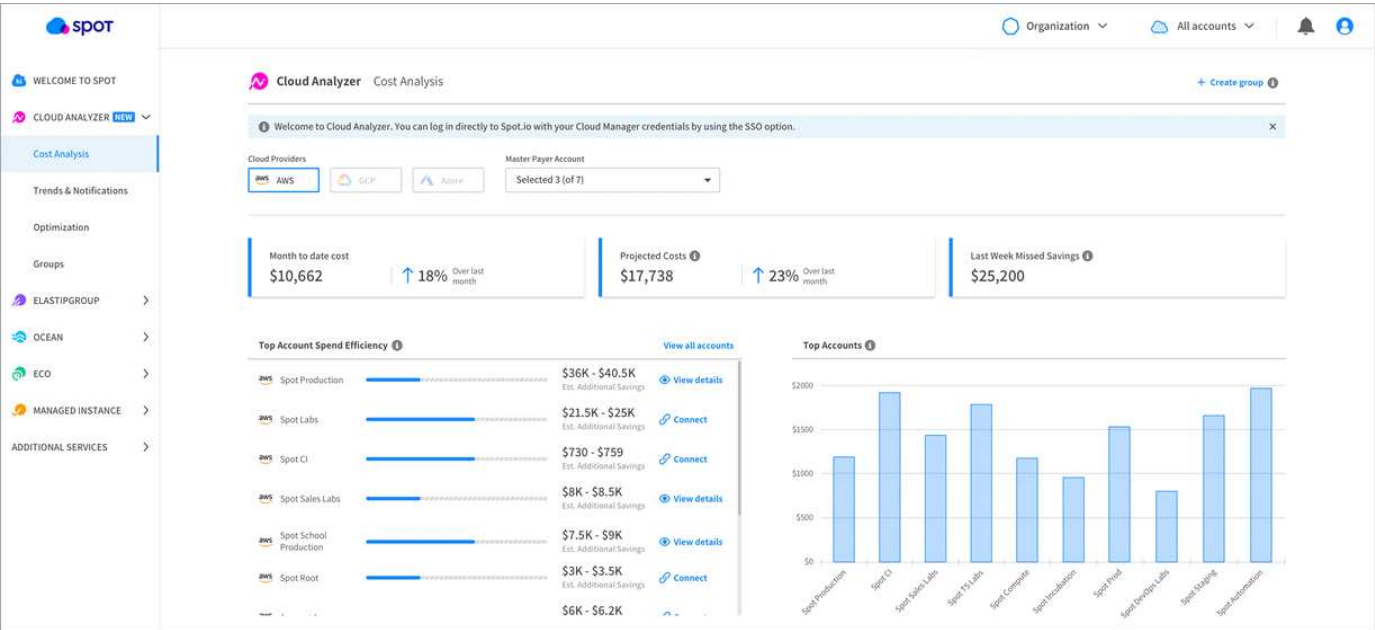 spot
Organization
All accounts
WELCOME TO SPOT
CLOUD ANALYZER NEW
Cost Analysis
Trends & Notifications
Optimization
Groups
ELASTIPGROUP
OCEAN
ECO
MANAGED INSTANCE
ADDITIONAL SERVICES
Cloud Analyzer Cost Analysis
+ Create group
Welcome to Cloud Analyzer. You can log in directly to Spot.io with your Cloud Manager credentials by using the SSO option.
Cloud Providers
aws AWS
GCP
Azure
Master Payer Account
Selected 3 (of 7)
Month to date cost
$10,662
18% Over last month
Projected Costs
$17,738
23% Over last month
Last Week Missed Savings
$25,200
Top Account Spend Efficiency
View all accounts
aws Spot Production $36K - $40.5K
Est. Additional Savings
View details
aws Spot Labs $21.5K - $25K
Est. Additional Savings
Connect
aws Spot CI $730 - $759
Est. Additional Savings
Connect
aws Spot Sales Labs $8K - $8.5K
Est. Additional Savings
View details
aws Spot School
Production
$7.5K - $9K
Est. Additional Savings
View details
aws Spot Root $3K - $3.5K
Est. Additional Savings
Connect
$6K - $6.2K
Top Accounts
$2000
$1500
$1000
$500
$0
Spot Production
Spot CI
Spot Sales Labs
Spot TS Labs
Spot Compute
Spot Incubation
Spot Prod
Spot DevOps Labs
Spot Staging
Spot Automation